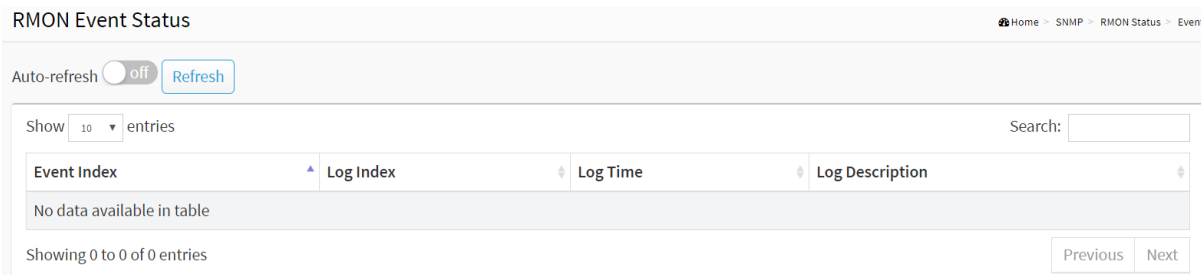 RMON Event Status
Home > SNMP > RMON Status > Event
Auto-refresh off Refresh
Show 10 entries Search:
Event Index Log Index Log Time Log Description
No data available in table
Showing 0 to 0 of 0 entries Previous Next